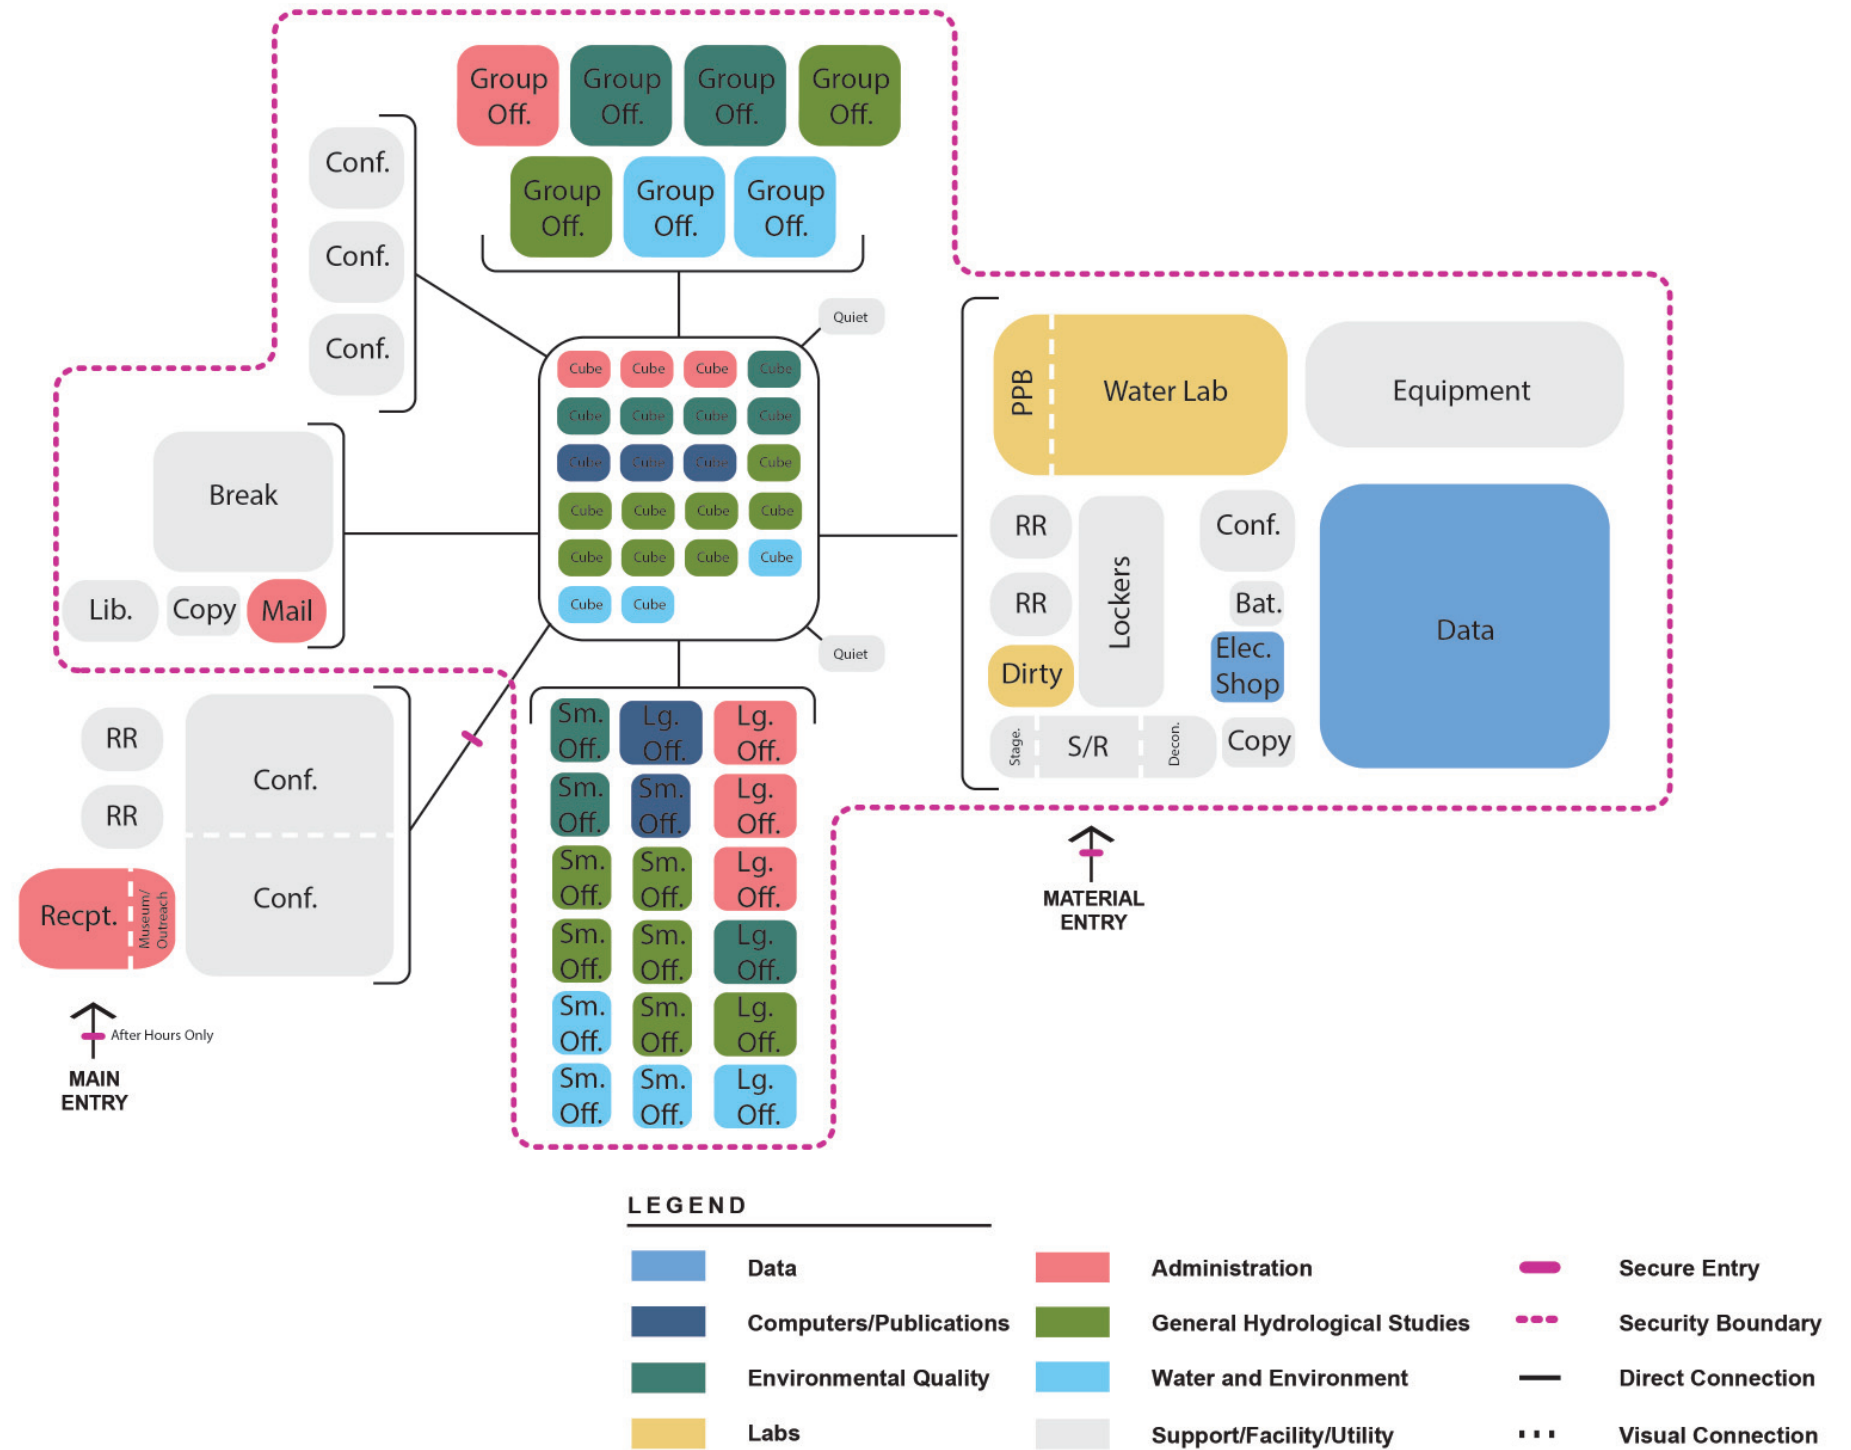 Group Off.
Group Off.
Group Off.
Group Off.
Group Off.
Group Off.
Group Off.
Conf.
Conf.
Conf.
Quiet
Cube Cube Cube Cube
Cube Cube Cube Cube
Cube Cube Cube Cube
Cube Cube Cube Cube
Cube Cube Cube Cube
Cube Cube
Quiet
Break
Lib. Copy Mail
RR
RR
Conf.
Conf.
Recpt.
Museum/
Outreach
After Hours Only
MAIN
ENTRY
Sm. Off.
Lg. Off.
Lg. Off.
Sm. Off.
Sm. Off.
Lg. Off.
Sm. Off.
Sm. Off.
Lg. Off.
Sm. Off.
Sm. Off.
Lg. Off.
Sm. Off.
Sm. Off.
Lg. Off.
Sm. Off.
Sm. Off.
Lg. Off.
PPB
Water Lab
Equipment
RR
RR
Dirty
Lockers
Conf.
Bat.
Elec.
Shop
Data
Stage.
S/R
Decon.
Copy
MATERIAL
ENTRY
LEGEND
Data
Computers/Publications
Environmental Quality
Labs
Administration
General Hydrological Studies
Water and Environment
Support/Facility/Utility
Secure Entry
Security Boundary
Direct Connection
Visual Connection